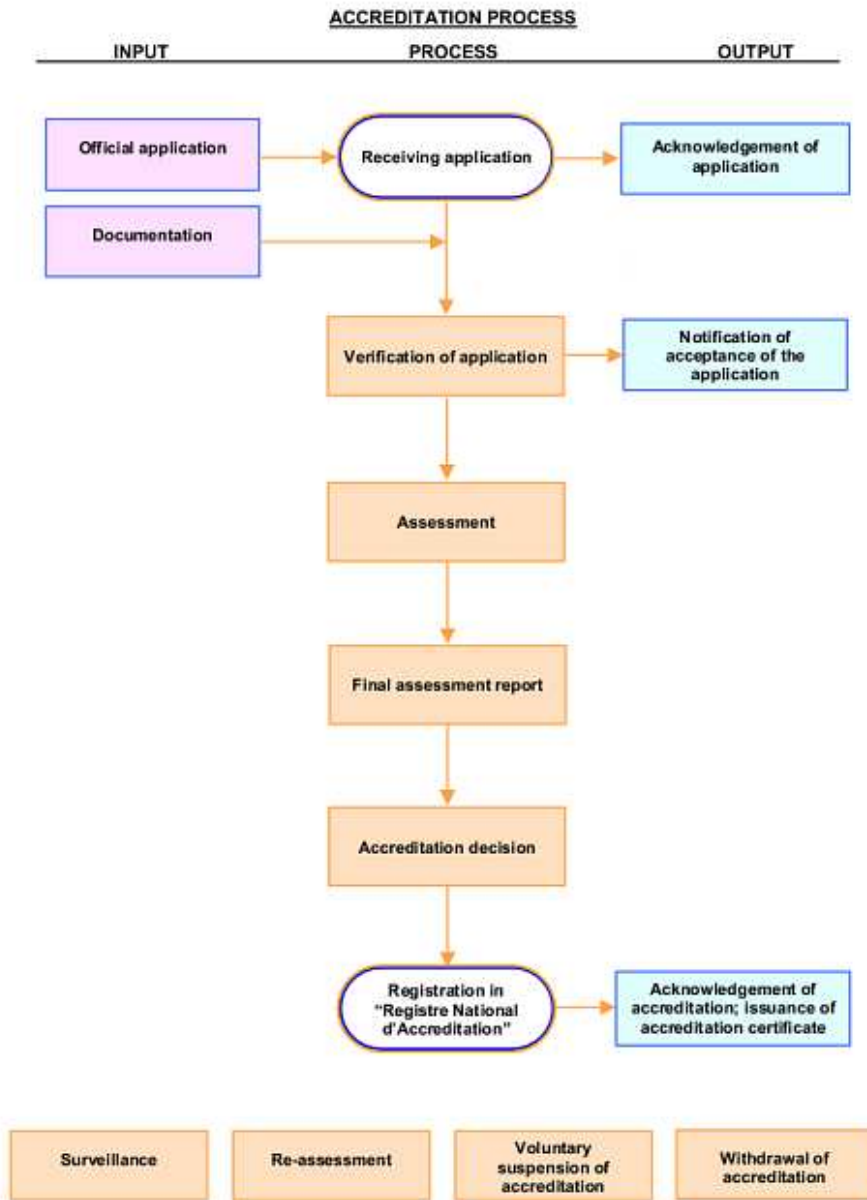 ACCREDITATION PROCESS
INPUT PROCESS OUTPUT
Official application
Receiving application
Acknowledgement of
application
Documentation
Verification of application
Notification of
acceptance of the
application
Assessment
Final assessment report
Accreditation decision
Registration in
“Registre National
d’Accreditation”
Acknowledgement of
accreditation; issuance of
accreditation certificate
Surveillance
Re-assessment
Voluntary
suspension of
accreditation
Withdrawal of
accreditation